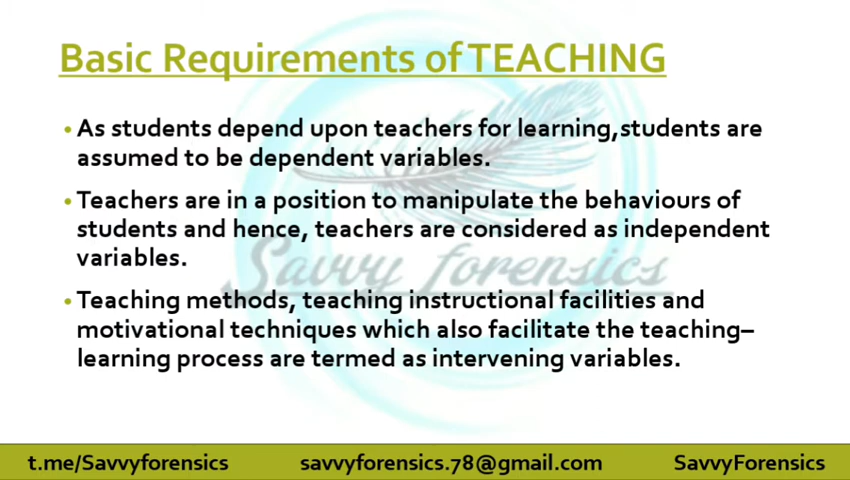 Basic Requirements of TEACHING
• As students depend upon teachers for learning,students are
assumed to be dependent variables.
• Teachers are in a position to manipulate the behaviours of
students and hence, teachers are considered as independent
variables.
• Teaching methods, teaching instructional facilities and
motivational techniques which also facilitate the teaching–
learning process are termed as intervening variables.
Savvy forensics
t.me/Savvyforensics savvyforensics.78@gmail.com SavvyForensics